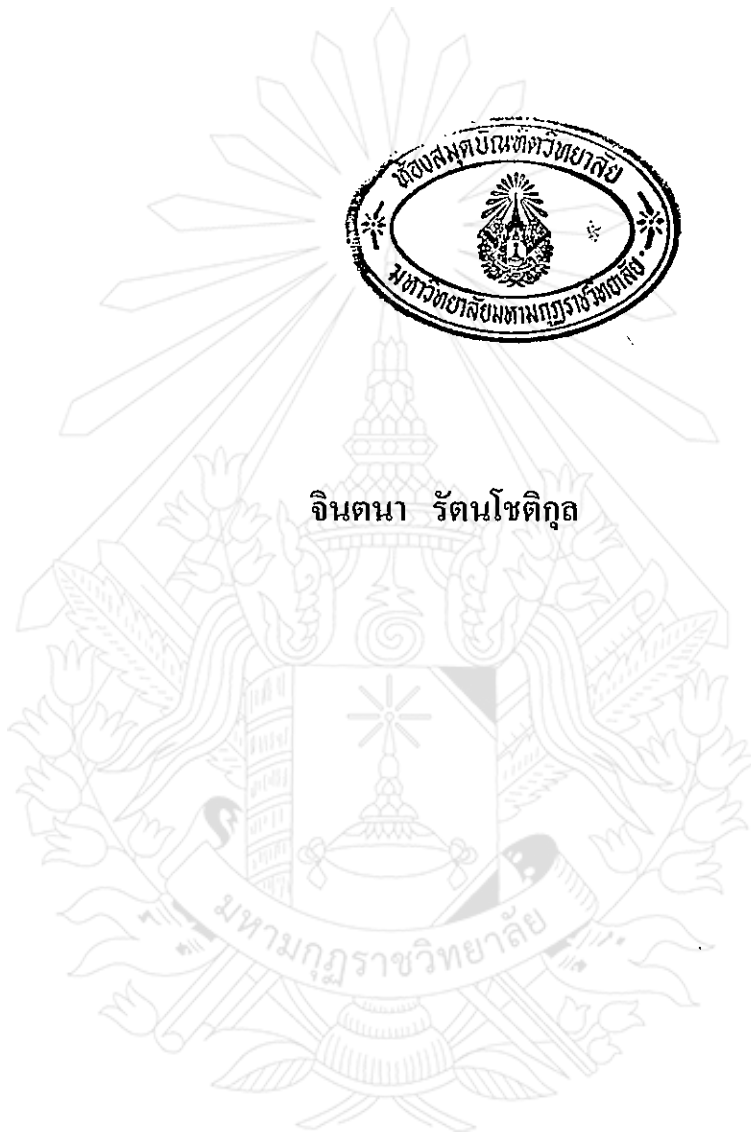 ห้องสมุดบัณฑิตวิทยาลัย
มหาวิทยาลัยมหามกุฏราชวิทยาลัย
จินตนา รัตนโชติกุล
มหามกุฏราชวิทยาลัย